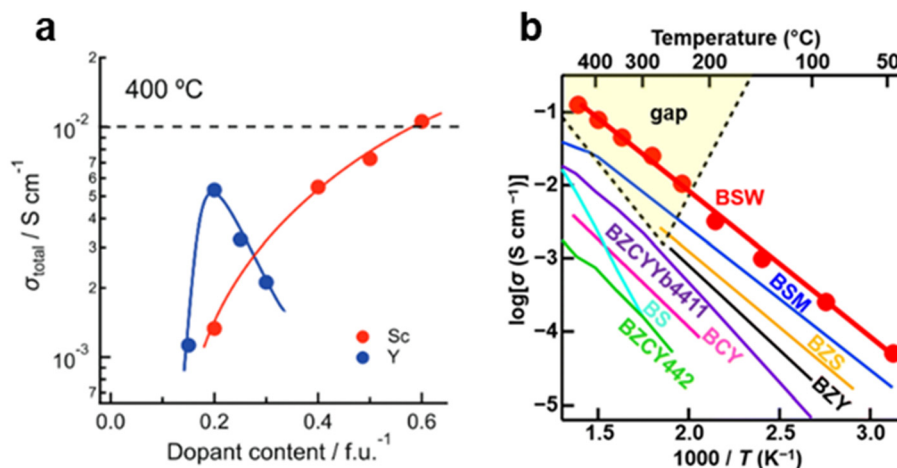 a
400 °C
10⁻²
8
7
6
5
4
3
2
10⁻³
9
8
7
σtotal / S cm⁻¹
Sc
Y
0.0 0.2 0.4 0.6
Dopant content / f.u.⁻¹
b
Temperature (°C)
400 300 200 100 50
gap
BSW
BSM
BZCYYb4411
BS
BZS
BCY
BZCY442
BZY
−1
−2
−3
−4
−5
log[σ (S cm⁻¹)]
1.5 2.0 2.5 3.0
1000 / T (K⁻¹)